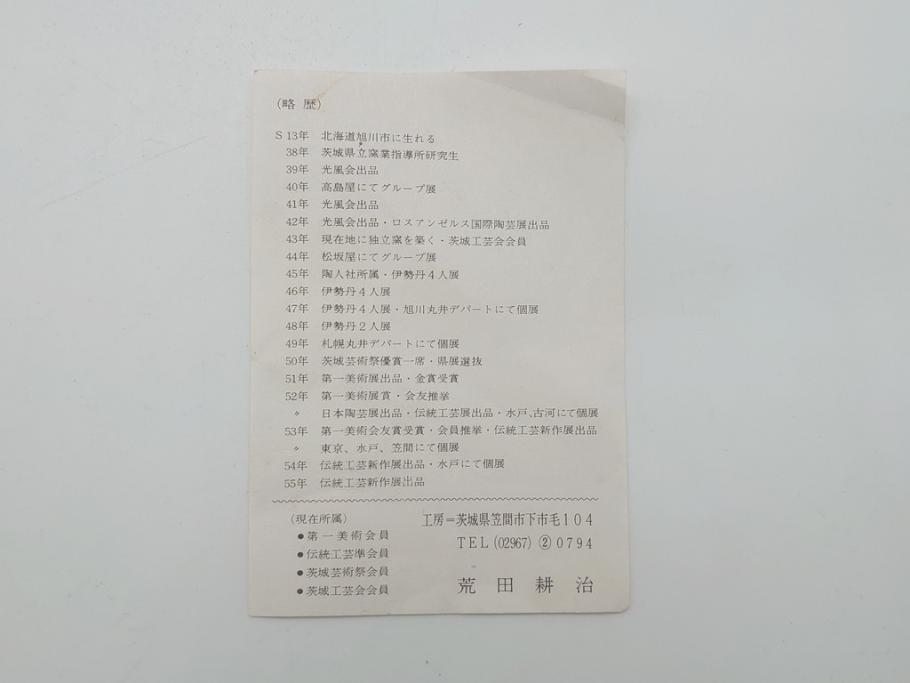 (略歴)
S13年 北海道旭川市に生れる
38年 茨城県立窯業指導所研究生
39年 光風会出品
40年 高島屋にてグループ展
41年 光風会出品
42年 光風会出品・ロスアンゼルス国際陶芸展出品
43年 現在地に独立窯を築く・茨城工芸会会員
44年 松坂屋にてグループ展
45年 陶人社所属・伊勢丹4人展
46年 伊勢丹4人展
47年 伊勢丹4人展・旭川丸井デパートにて個展
48年 伊勢丹2人展
49年 札幌丸井デパートにて個展
50年 茨城芸術祭優賞一席・県展選抜
51年 第一美術展出品・金賞受賞
52年 第一美術展賞・会友推挙
〃 日本陶芸展出品・伝統工芸展出品・水戸、古河にて個展
53年 第一美術会友賞受賞・会員推挙・伝統工芸新作展出品
〃 東京、水戸、笠間にて個展
54年 伝統工芸新作展出品・水戸にて個展
55年 伝統工芸新作展出品
(現在所属)
●第一美術会員
●伝統工芸準会員
●茨城芸術祭会員
●茨城工芸会会員
工房=茨城県笠間市下市毛104
TEL(02967)②0794
荒田耕治